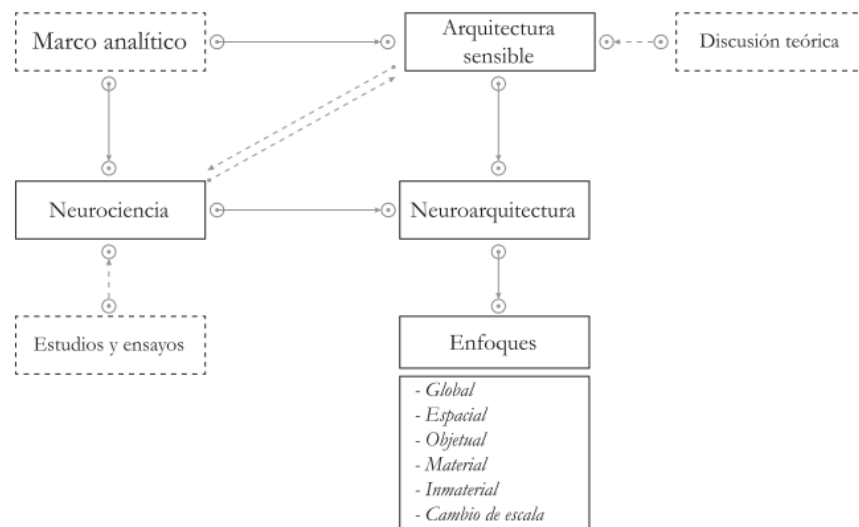 Marco analítico
Arquitectura
sensible
Discusión teórica
Neurociencia
Neuroarquitectura
Estudios y ensayos
Enfoques
- Global
- Espacial
- Objetual
- Material
- Inmaterial
- Cambio de escala